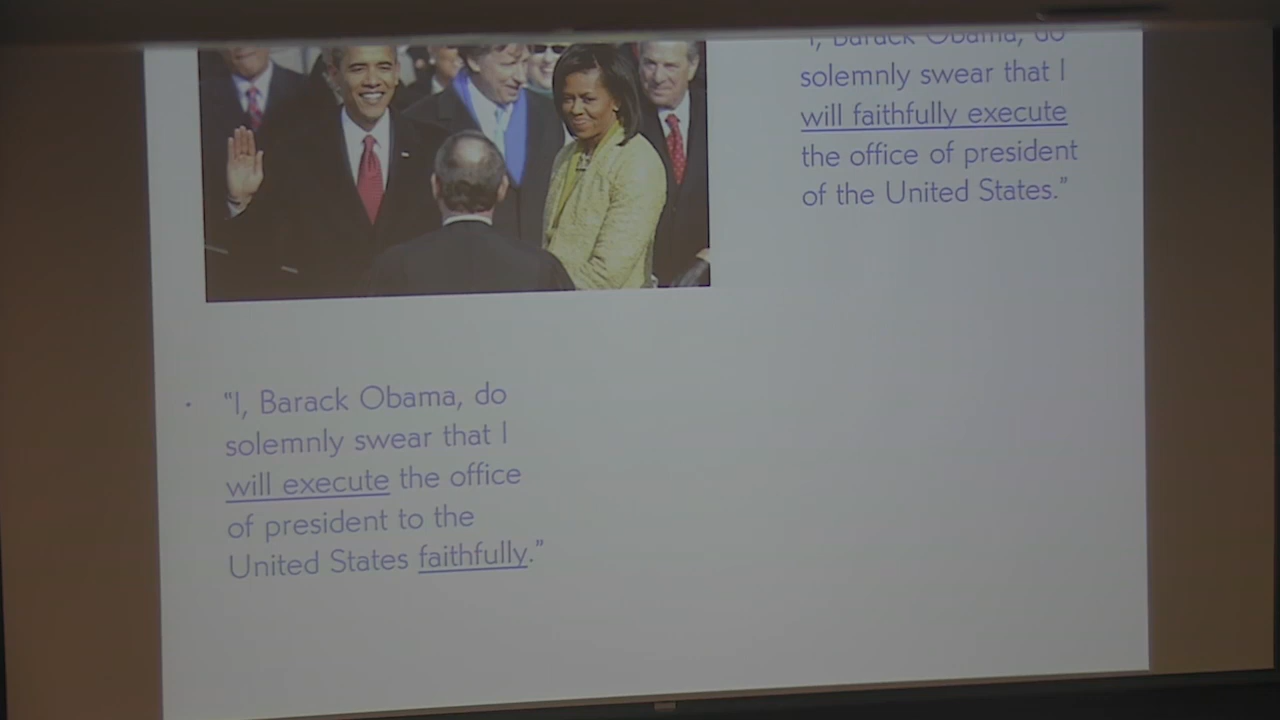 "I, Barack Obama, do
solemnly swear that I
will faithfully execute
the office of president
of the United States."
• "I, Barack Obama, do
solemnly swear that I
will execute the office
of president to the
United States faithfully."